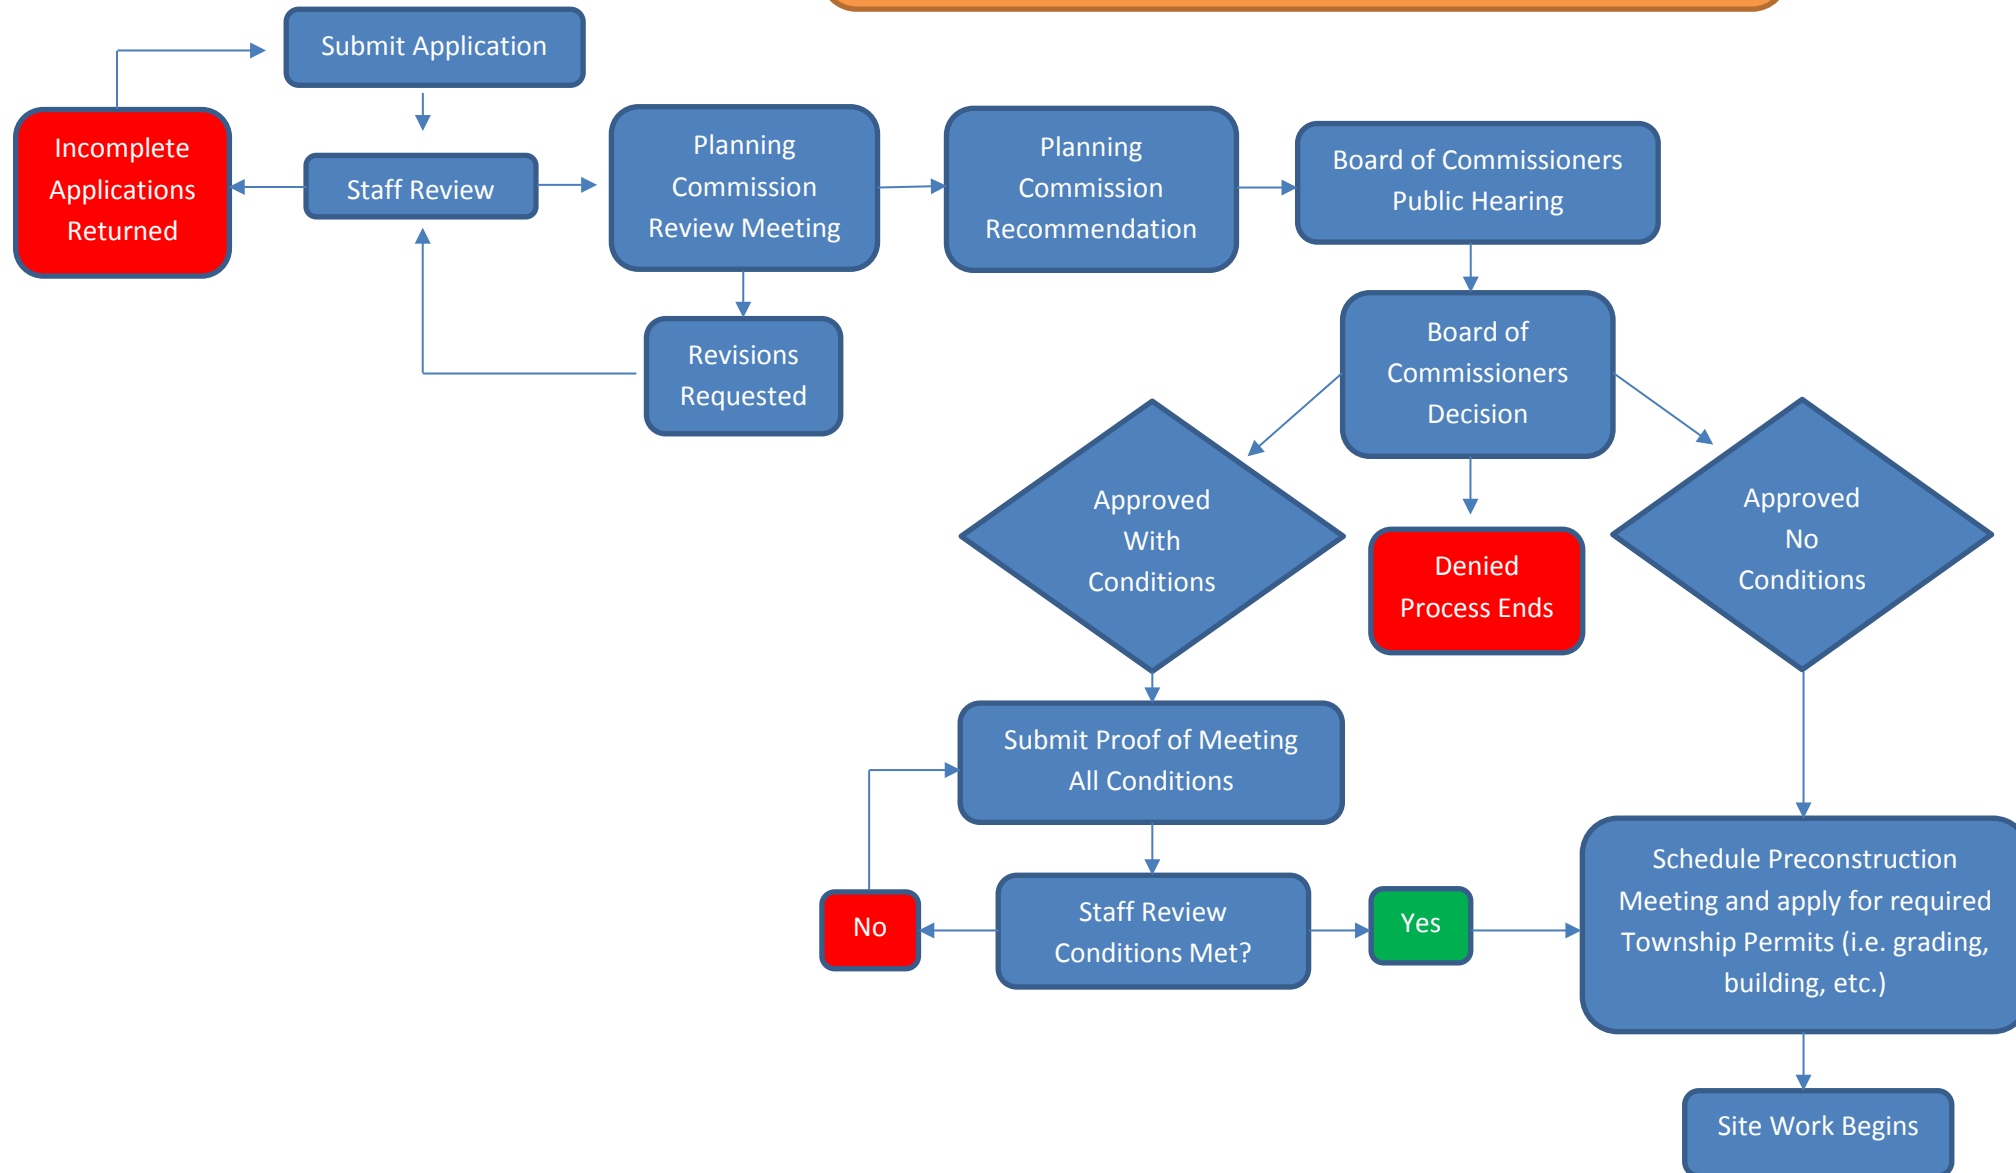 Submit Application
Incomplete
Applications
Returned
Staff Review
Planning
Commission
Review Meeting
Planning
Commission
Recommendation
Board of Commissioners
Public Hearing
Revisions
Requested
Board of
Commissioners
Decision
Approved
With
Conditions
Denied
Process Ends
Approved
No
Conditions
Submit Proof of Meeting
All Conditions
No
Staff Review
Conditions Met?
Yes
Schedule Preconstruction
Meeting and apply for required
Township Permits (i.e. grading,
building, etc.)
Site Work Begins